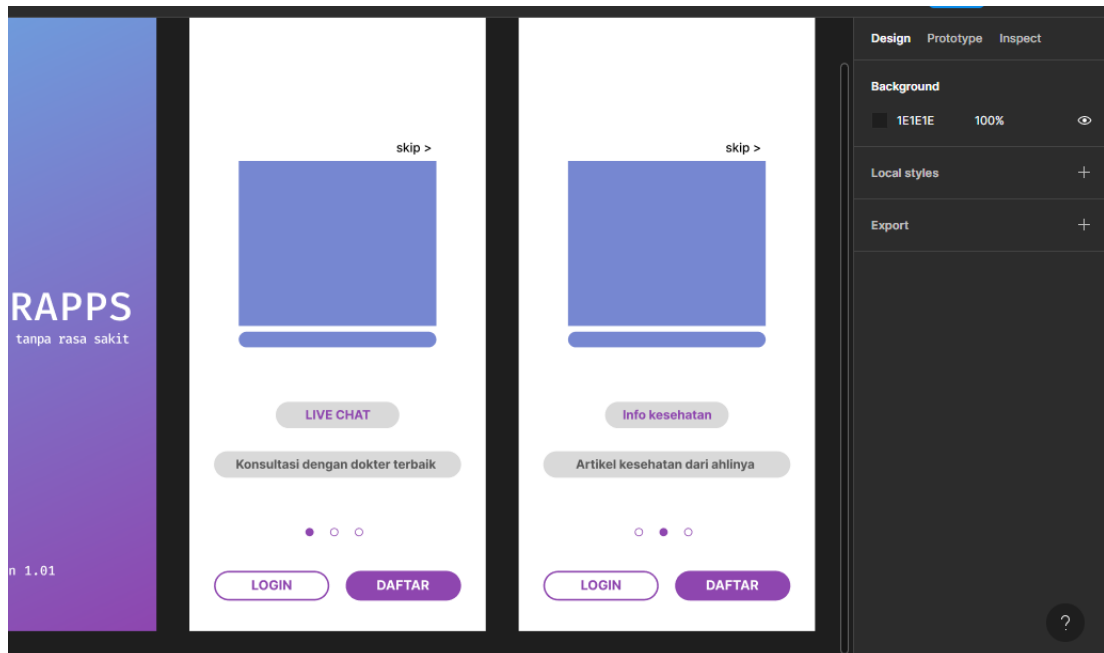 RAPPS
tanpa rasa sakit
n 1.01
skip >
LIVE CHAT
Konsultasi dengan dokter terbaik
LOGIN
DAFTAR
skip >
Info kesehatan
Artikel kesehatan dari ahlinya
LOGIN
DAFTAR
Design Prototype Inspect
Background
1E1E1E 100%
Local styles
Export
?